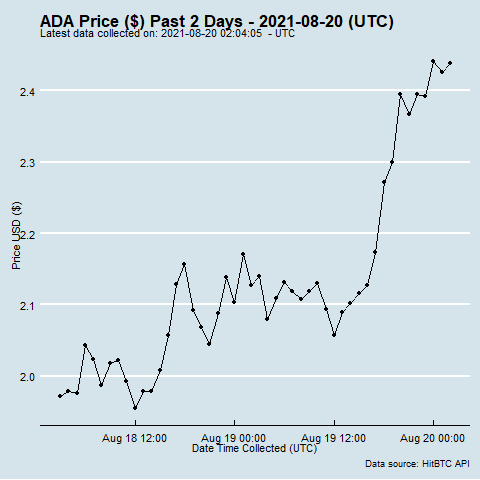 ADA Price ($) Past 2 Days - 2021-08-20 (UTC)
Latest data collected on: 2021-08-20 02:04:05 - UTC
2.4
2.3
2.2
2.1
2.0
Price USD ($)
Aug 18 12:00 Aug 19 00:00 Aug 19 12:00 Aug 20 00:00
Date Time Collected (UTC)
Data source: HitBTC API